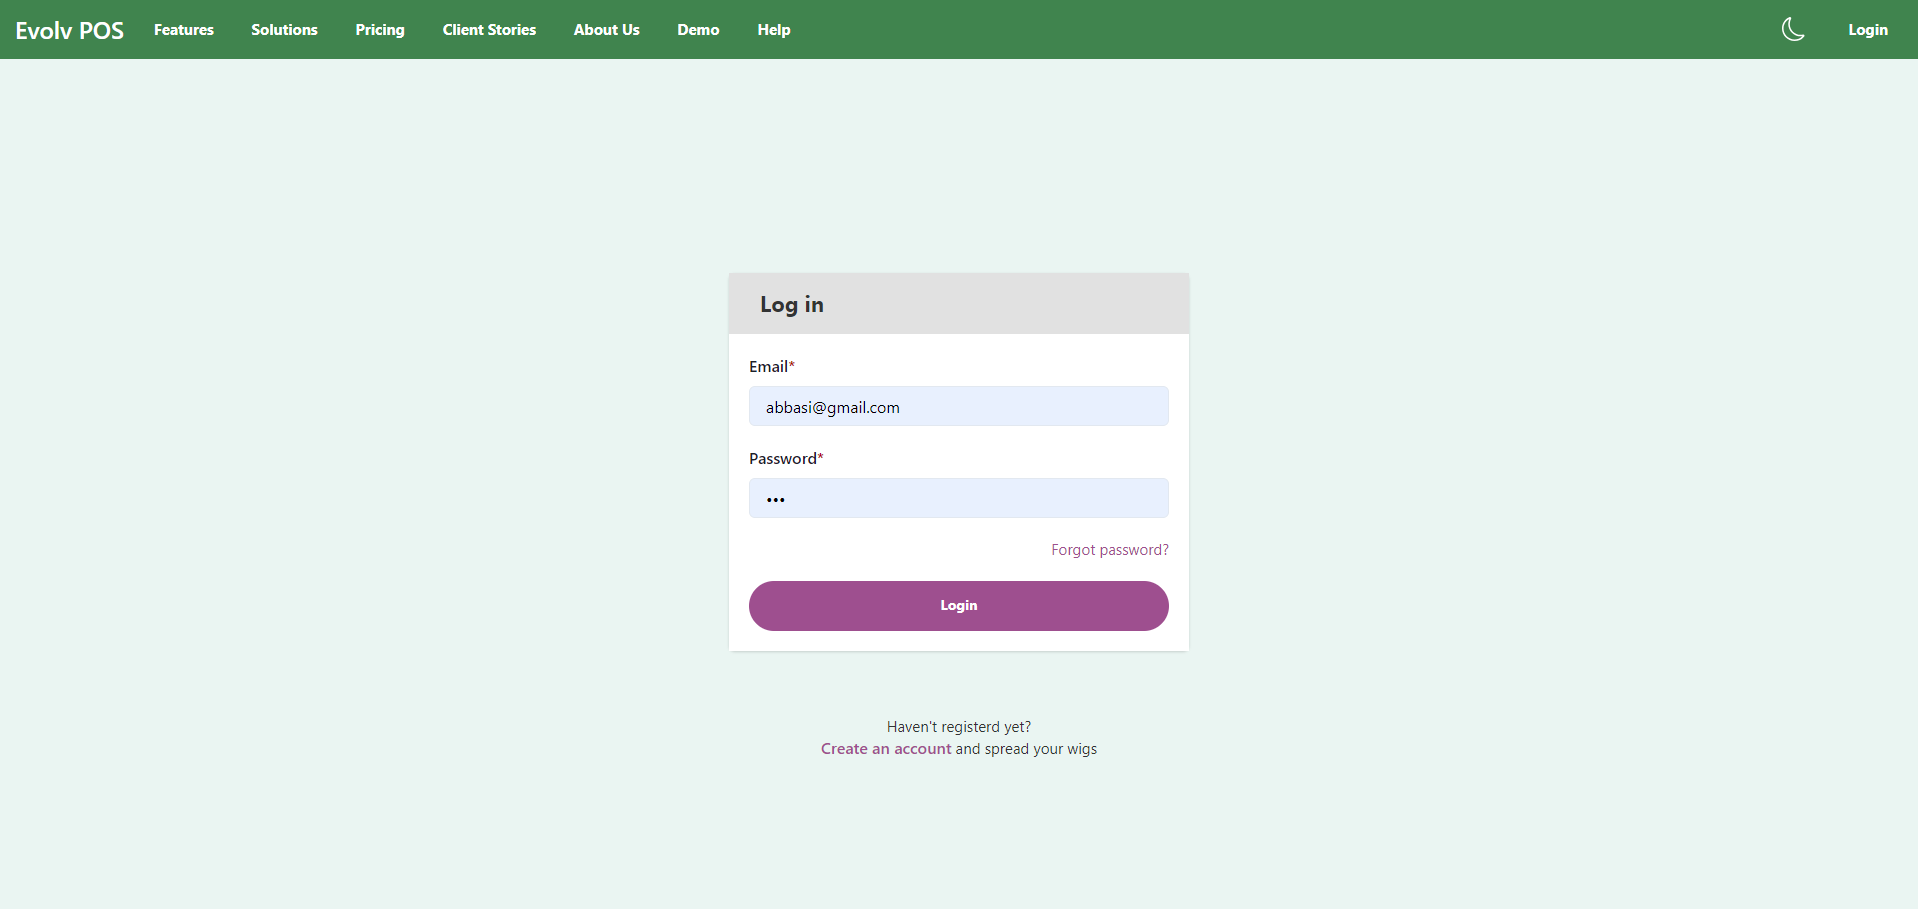 Evolv POS Features Solutions Pricing Client Stories About Us Demo Help Login
Log in
Email*
abbasi@gmail.com
Password*
•••
Forgot password?
Login
Haven't registerd yet?
Create an account and spread your wigs